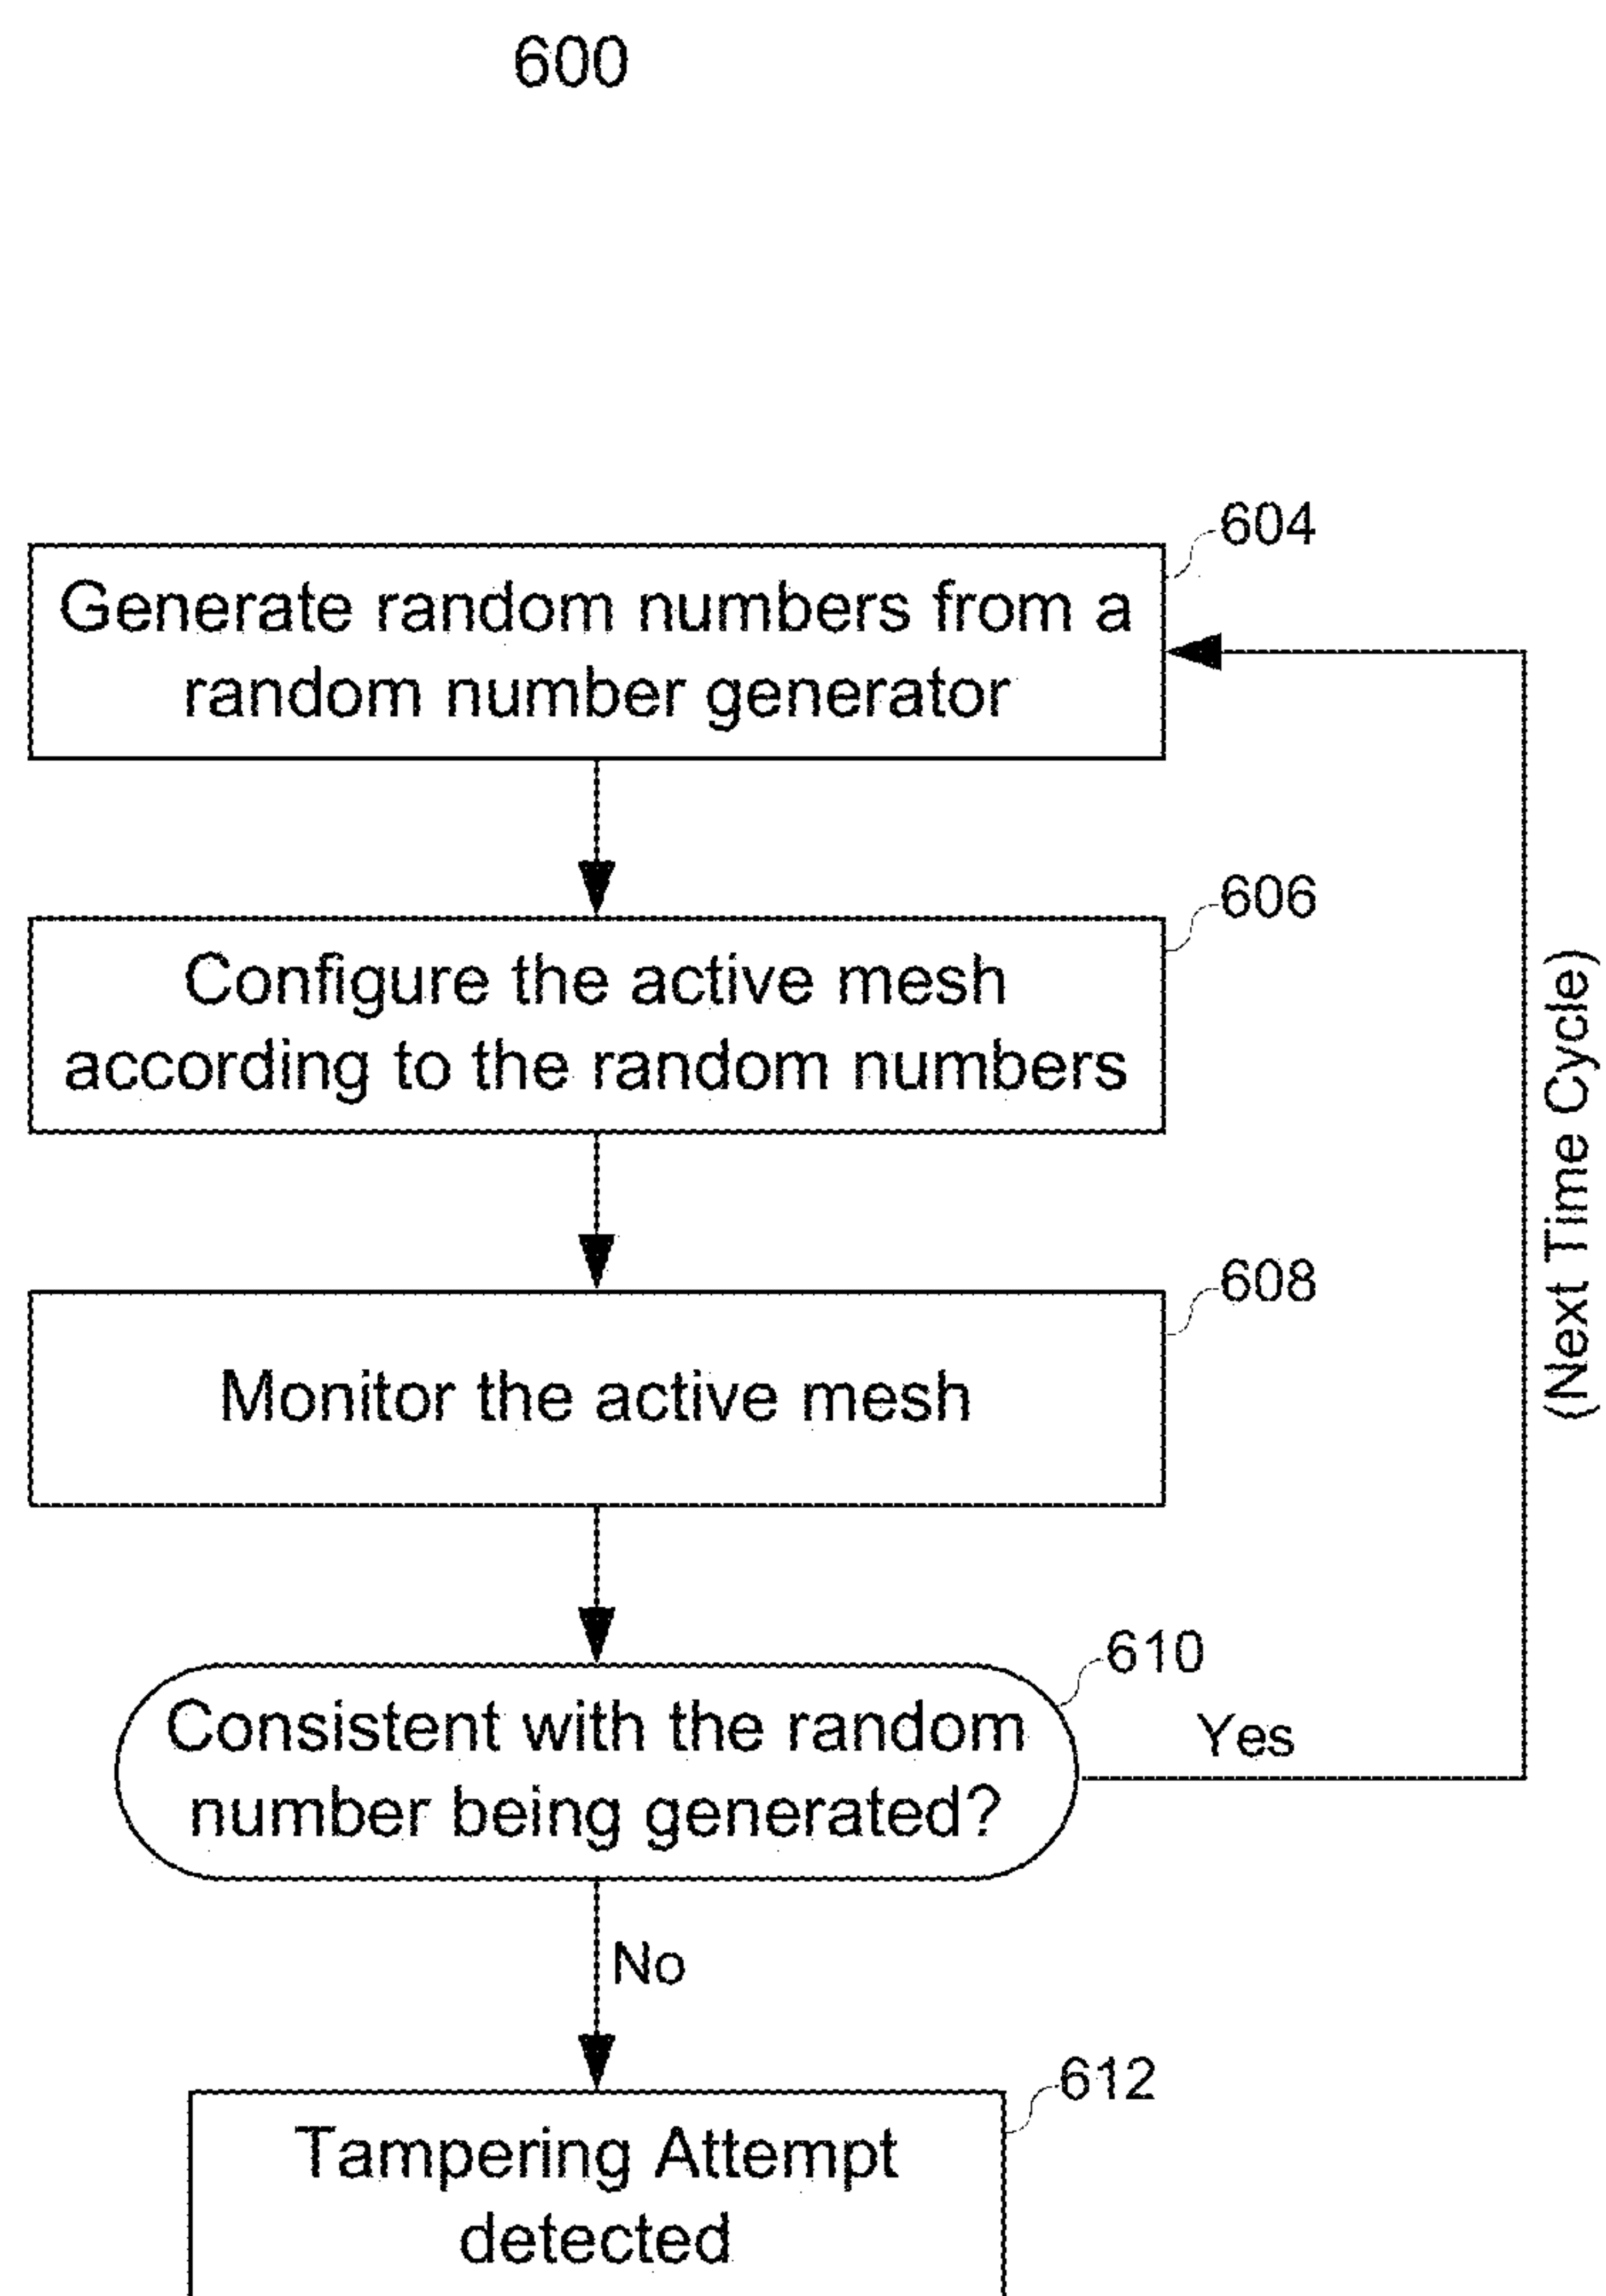 600
604
Generate random numbers from a
random number generator
606
Configure the active mesh
according to the random numbers
(Next Time Cycle)
608
Monitor the active mesh
610
Consistent with the random
number being generated?
Yes
No
612
Tampering Attempt
detected